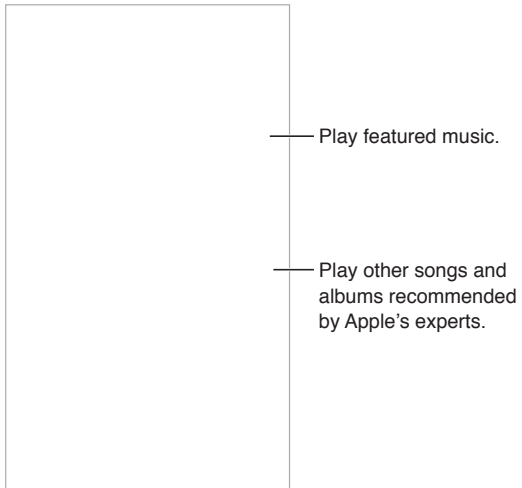 Play featured music.
Play other songs and
albums recommended
by Apple’s experts.